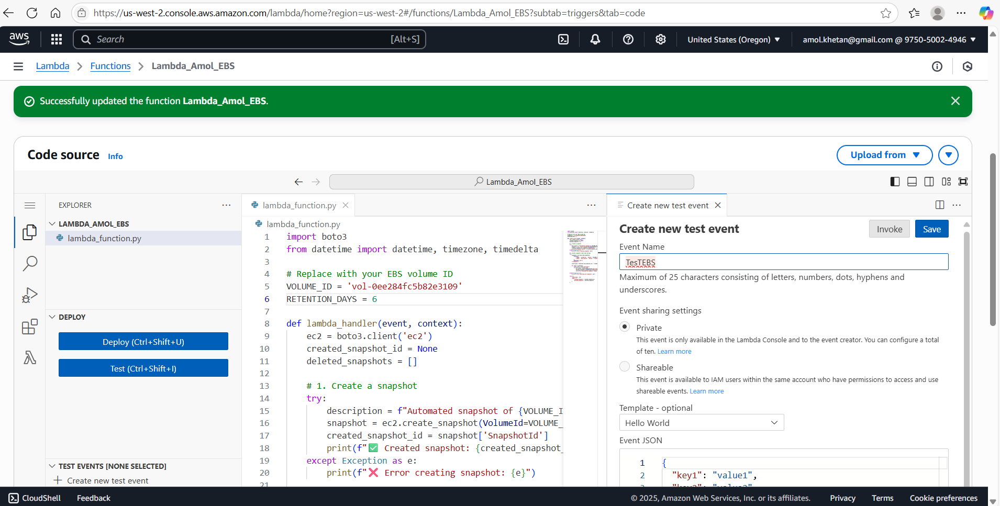 https://us-west-2.console.aws.amazon.com/lambda/home?region=us-west-2#/functions/Lambda_Amol_EBS?subtab=triggers&tab=code
aws
Search
[Alt+S]
United States (Oregon)
amol.khetan@gmail.com @ 9750-5002-4946
Lambda
Functions
Lambda_Amol_EBS
Successfully updated the function Lambda_Amol_EBS.
Code source
Info
Upload from
Lambda_Amol_EBS
EXPLORER
LAMBDA_AMOL_EBS
lambda_function.py
DEPLOY
Deploy (Ctrl+Shift+U)
Test (Ctrl+Shift+I)
TEST EVENTS [NONE SELECTED]
Create new test event
lambda_function.py
lambda_function.py
1 import boto3
2 from datetime import datetime, timezone, timedelta
3
4 # Replace with your EBS volume ID
5 VOLUME_ID = 'vol-0ee284fc5b82e3109'
6 RETENTION_DAYS = 6
7
8 def lambda_handler(event, context):
9 ec2 = boto3.client('ec2')
10 created_snapshot_id = None
11 deleted_snapshots = []
12
13 # 1. Create a snapshot
14 try:
15 description = f"Automated snapshot of {VOLUME_I
16 snapshot = ec2.create_snapshot(VolumeId=VOLUME_
17 created_snapshot_id = snapshot['SnapshotId']
18 print(f"✅ Created snapshot: {created_snapshot_
19 except Exception as e:
20 print(f"❌ Error creating snapshot: {e}")
21
Create new test event
Create new test event
Invoke
Save
Event Name
TesTEBS
Maximum of 25 characters consisting of letters, numbers, dots, hyphens and
underscores.
Event sharing settings
Private
This event is only available in the Lambda Console and to the event creator. You can configure a total
of ten. Learn more
Shareable
This event is available to IAM users within the same account who have permissions to access and use
shareable events. Learn more
Template - optional
Hello World
Event JSON
1 {
2 "key1": "value1",
3 "key2": "value2"
CloudShell
Feedback
© 2025, Amazon Web Services, Inc. or its affiliates.
Privacy
Terms
Cookie preferences